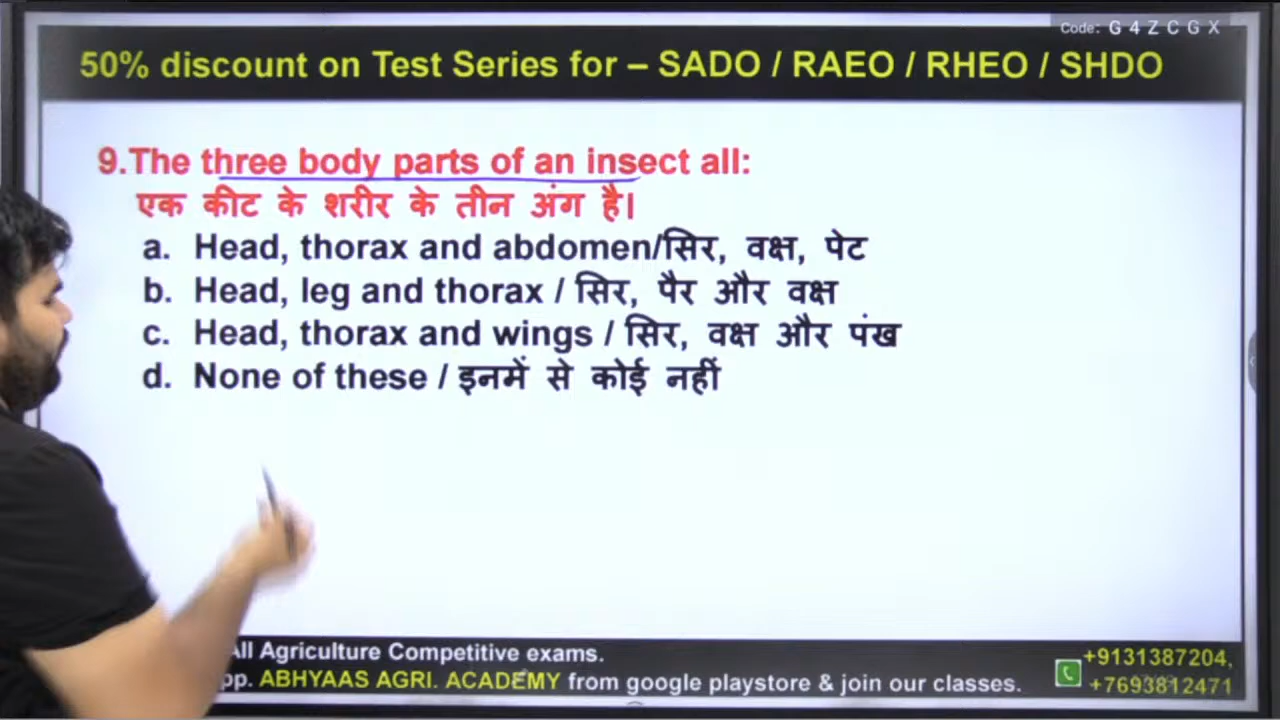 Code: G 4 Z C G X
50% discount on Test Series for – SADO / RAEO / RHEO / SHDO
9.The three body parts of an insect all:
एक कीट के शरीर के तीन अंग है।
a. Head, thorax and abdomen/सिर, वक्ष, पेट
b. Head, leg and thorax / सिर, पैर और वक्ष
c. Head, thorax and wings / सिर, वक्ष और पंख
d. None of these / इनमें से कोई नहीं
All Agriculture Competitive exams.
pp. ABHYAAS AGRI. ACADEMY from google playstore & join our classes.
+9131387204,
+7693812471